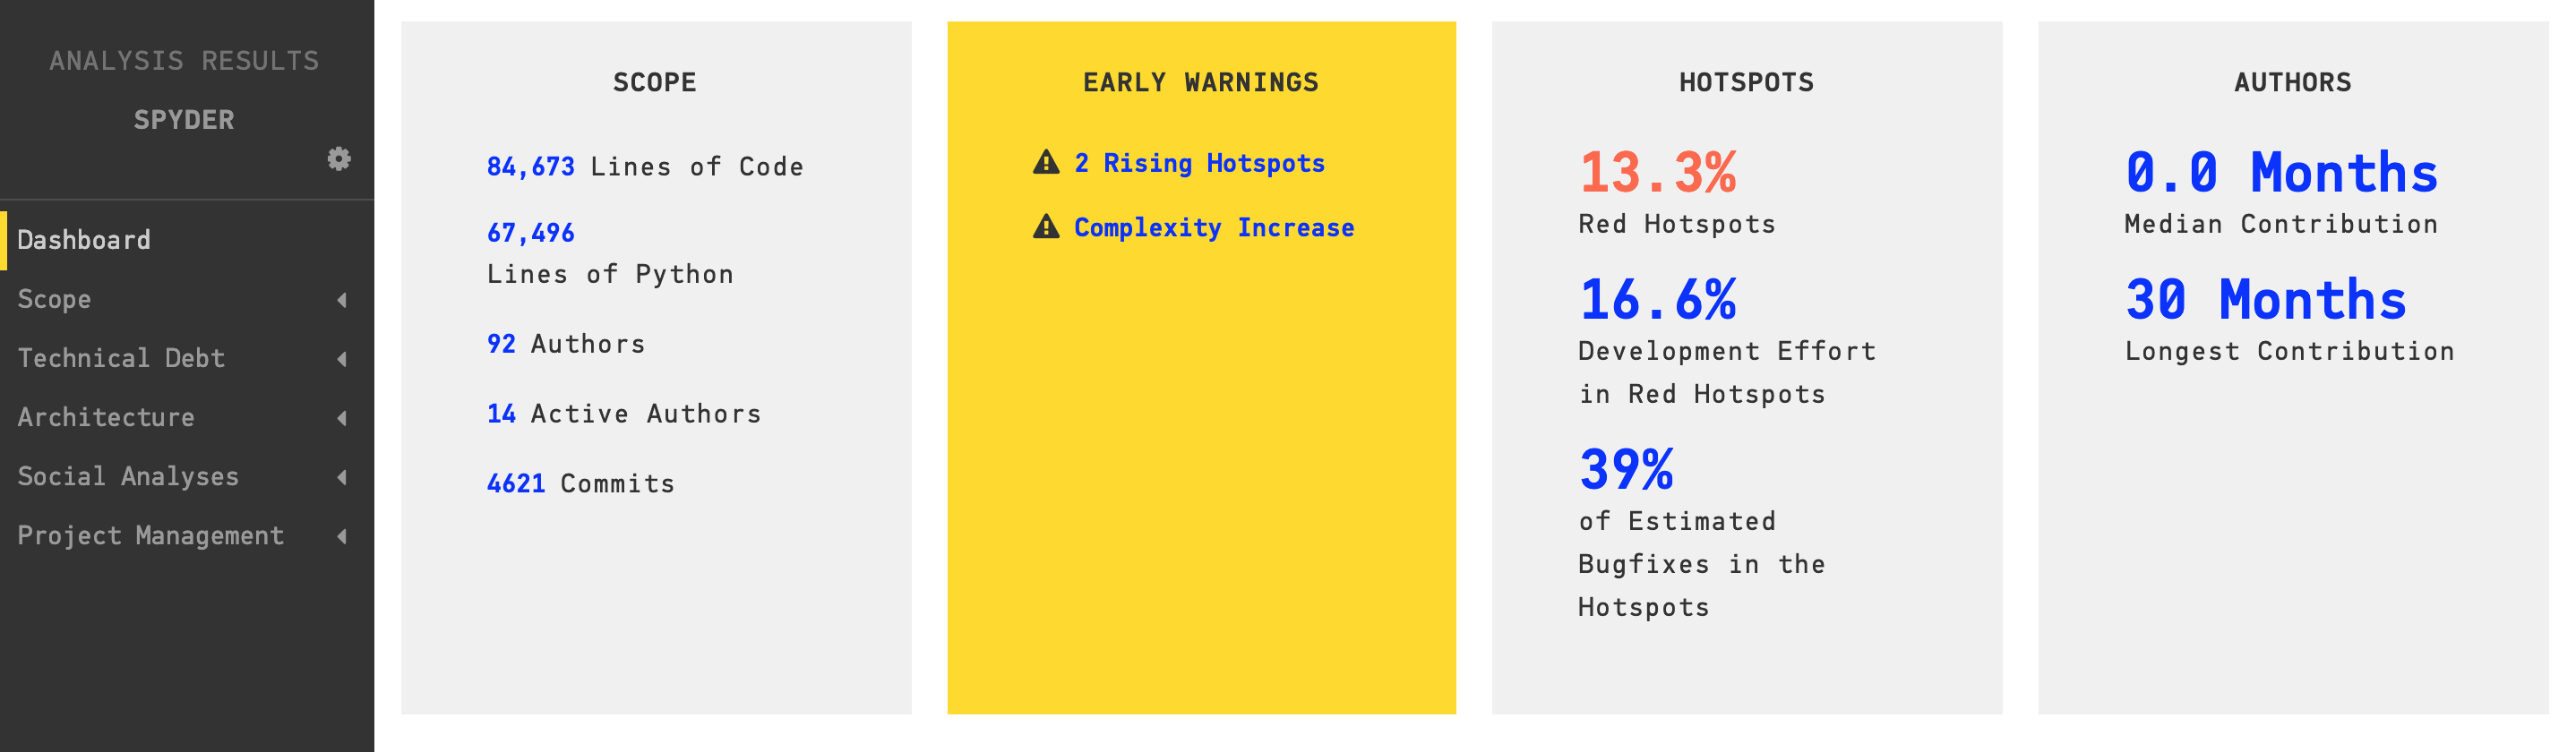 ANALYSIS RESULTS
SPYDER
Dashboard
Scope
Technical Debt
Architecture
Social Analyses
Project Management
SCOPE
84,673 Lines of Code
67,496
Lines of Python
92 Authors
14 Active Authors
4621 Commits
EARLY WARNINGS
2 Rising Hotspots
Complexity Increase
HOTSPOTS
13.3%
Red Hotspots
16.6%
Development Effort
in Red Hotspots
39%
of Estimated
Bugfixes in the
Hotspots
AUTHORS
0.0 Months
Median Contribution
30 Months
Longest Contribution